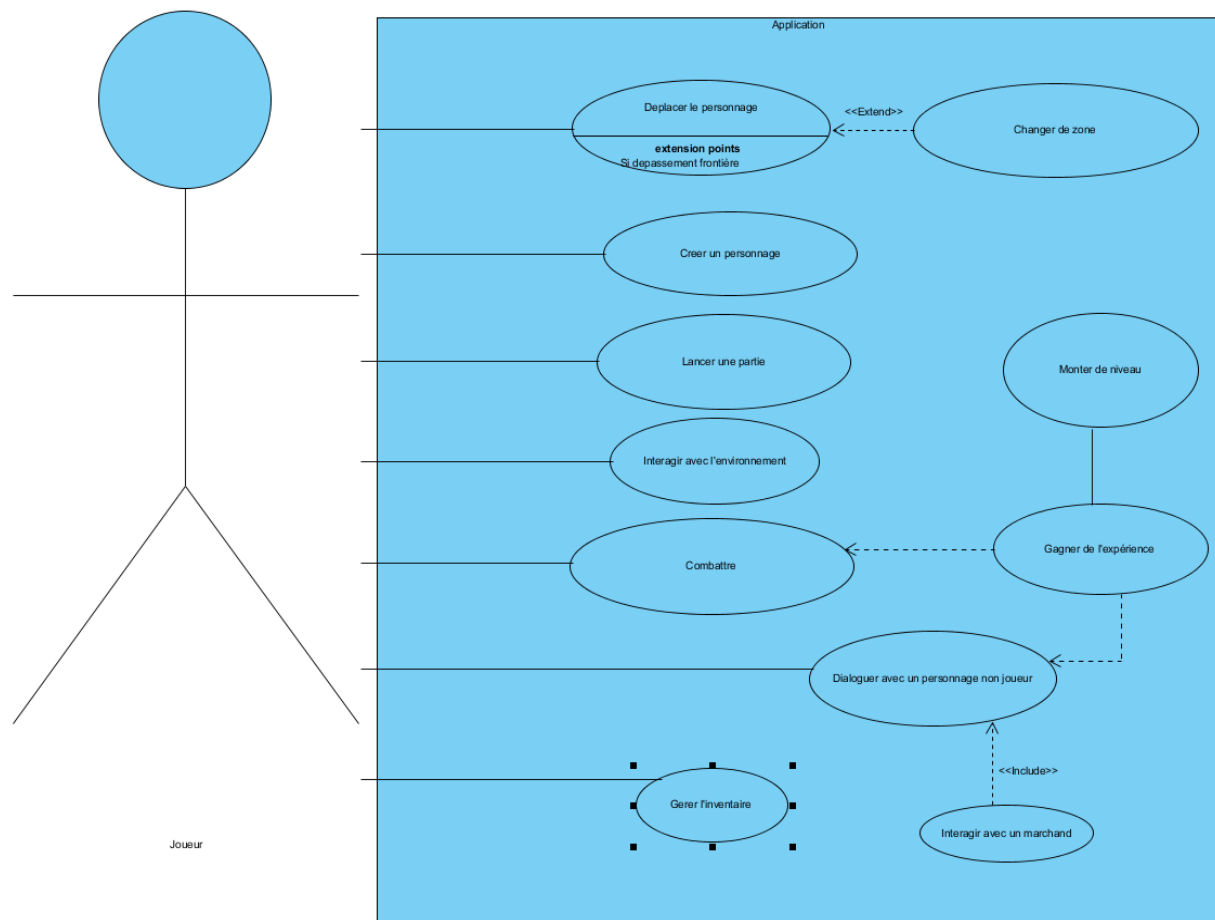 Application
Deplacer le personnage
<<Extend>>
Changer de zone
extension points
Si depassement frontière
Creer un personnage
Lancer une partie
Monter de niveau
Interagir avec l'environnement
Combattre
Gagner de l'expérience
Dialoguer avec un personnage non joueur
<<Include>>
Gerer l'inventaire
Interagir avec un marchand
Joueur